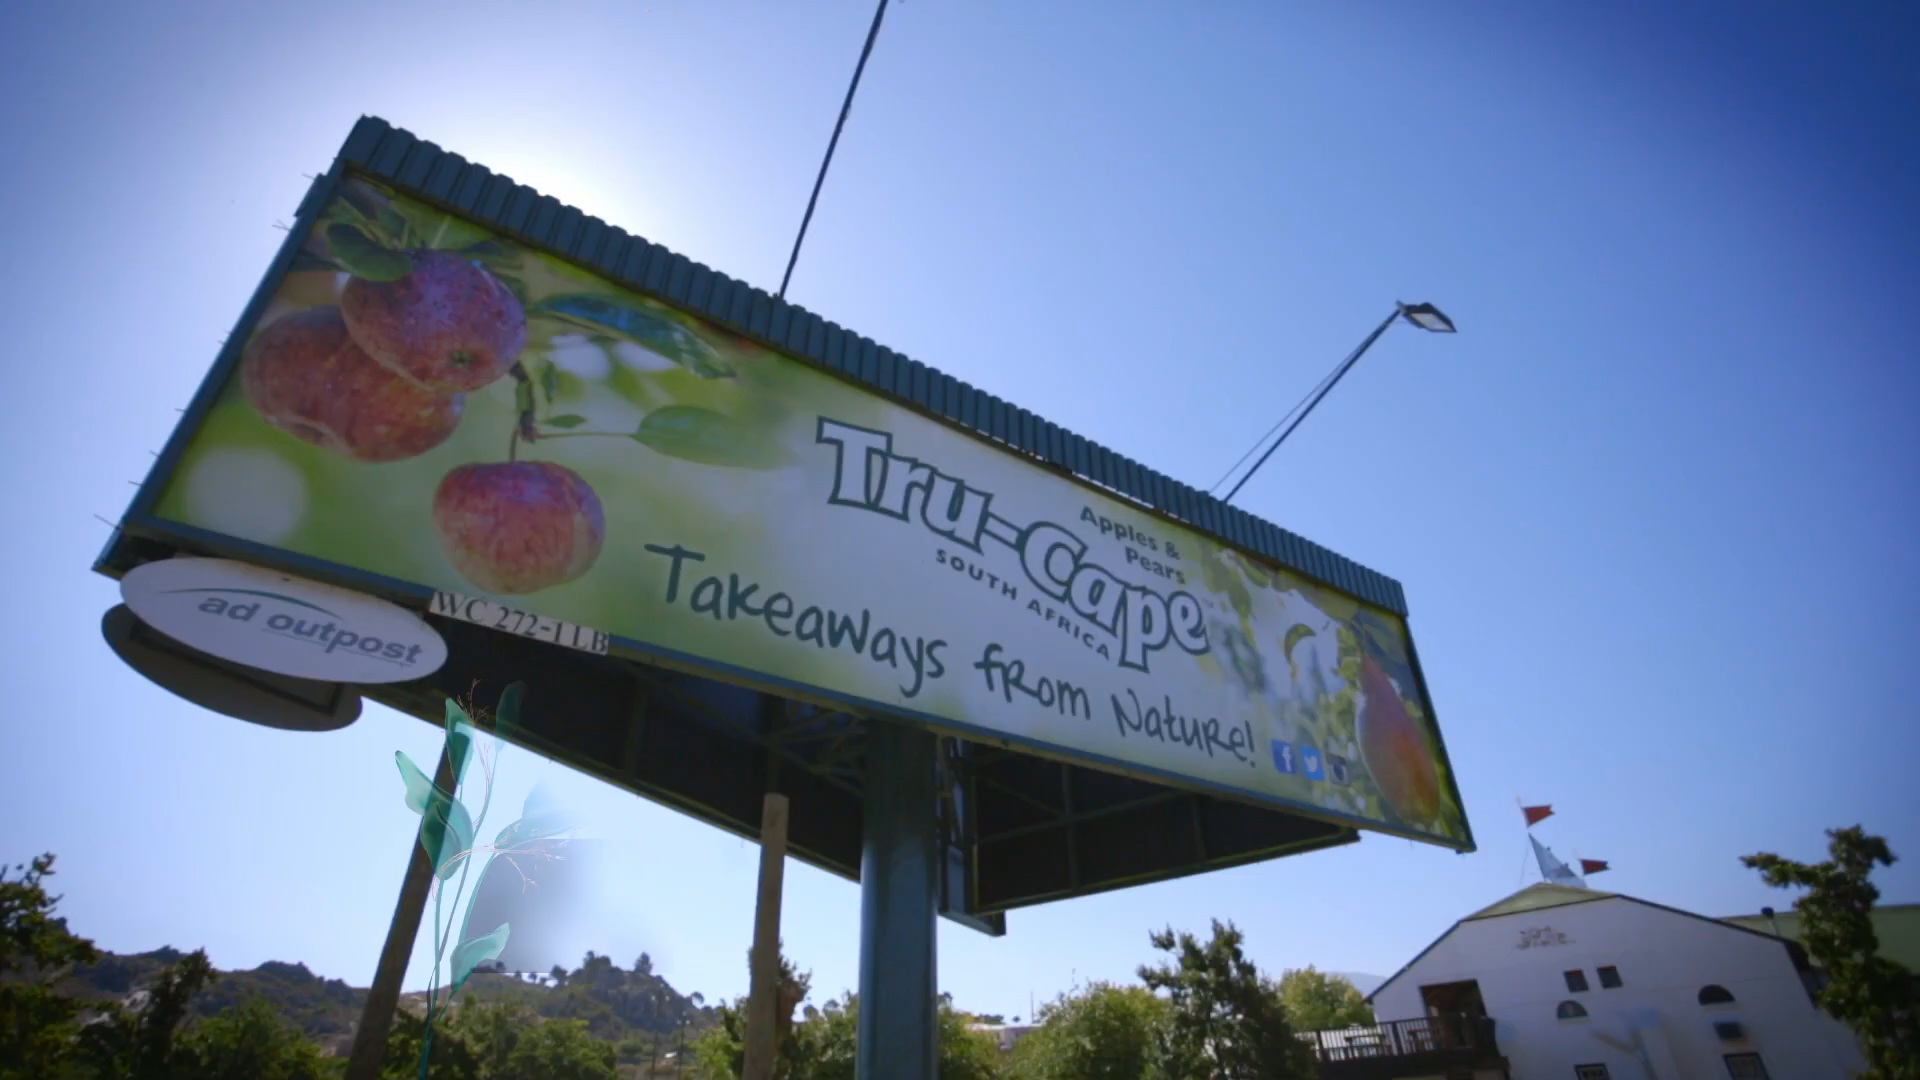 Tru-Cape
Apples &
Pears
SOUTH AFRICA
Takeaways from Nature!
ad outpost
WC 272-1 LB